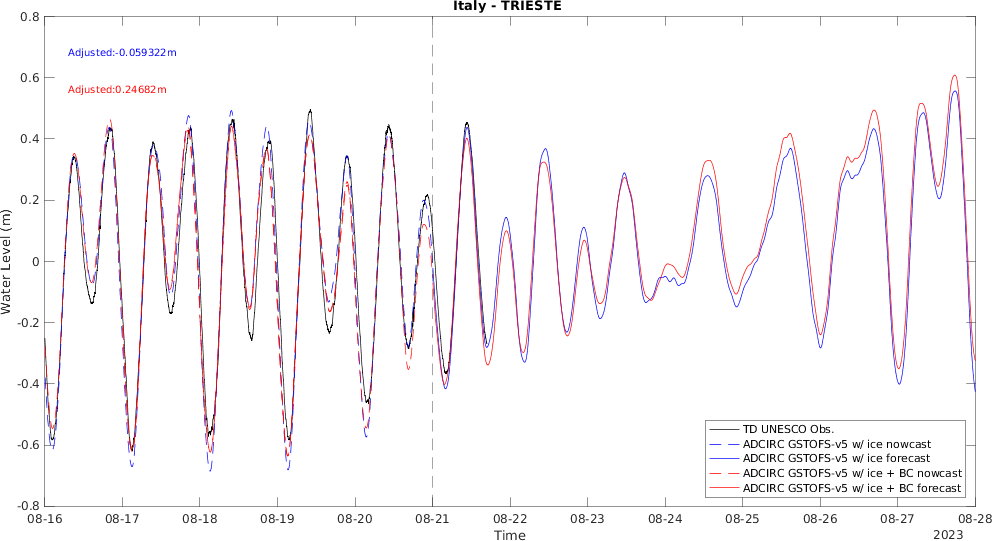 Italy - TRIESTE
Adjusted:-0.059322m
Adjusted:0.24682m
Water Level (m)
0.8
0.6
0.4
0.2
0
-0.2
-0.4
-0.6
-0.8
TD UNESCO Obs.
ADCIRC GSTOFS-v5 w/ ice nowcast
ADCIRC GSTOFS-v5 w/ ice forecast
ADCIRC GSTOFS-v5 w/ ice + BC nowcast
ADCIRC GSTOFS-v5 w/ ice + BC forecast
08-16 08-17 08-18 08-19 08-20 08-21 08-22 08-23 08-24 08-25 08-26 08-27 08-28
Time
2023